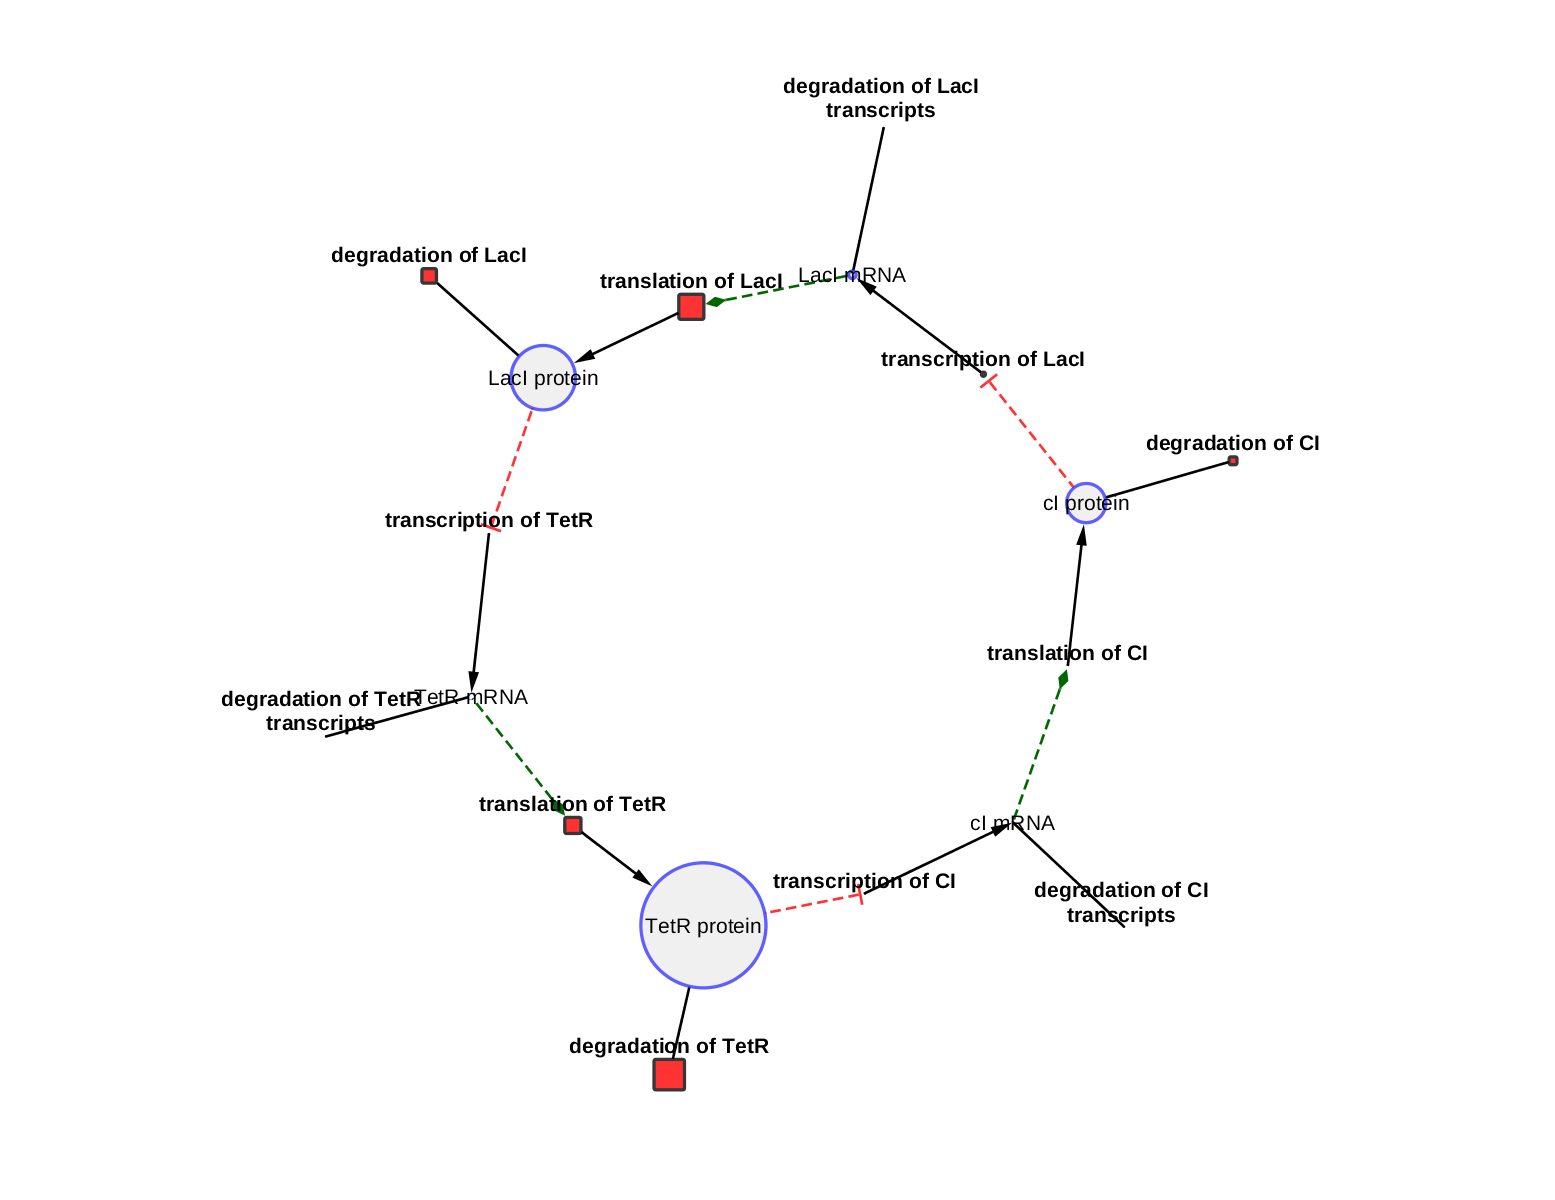 degradation of LacI
transcripts
degradation of LacI
translation of LacI
LacI mRNA
transcription of LacI
LacI protein
degradation of CI
cI protein
transcription of TetR
translation of CI
degradation of TetR
transcripts
TetR mRNA
translation of TetR
cI mRNA
transcription of CI
degradation of CI
transcripts
TetR protein
degradation of TetR